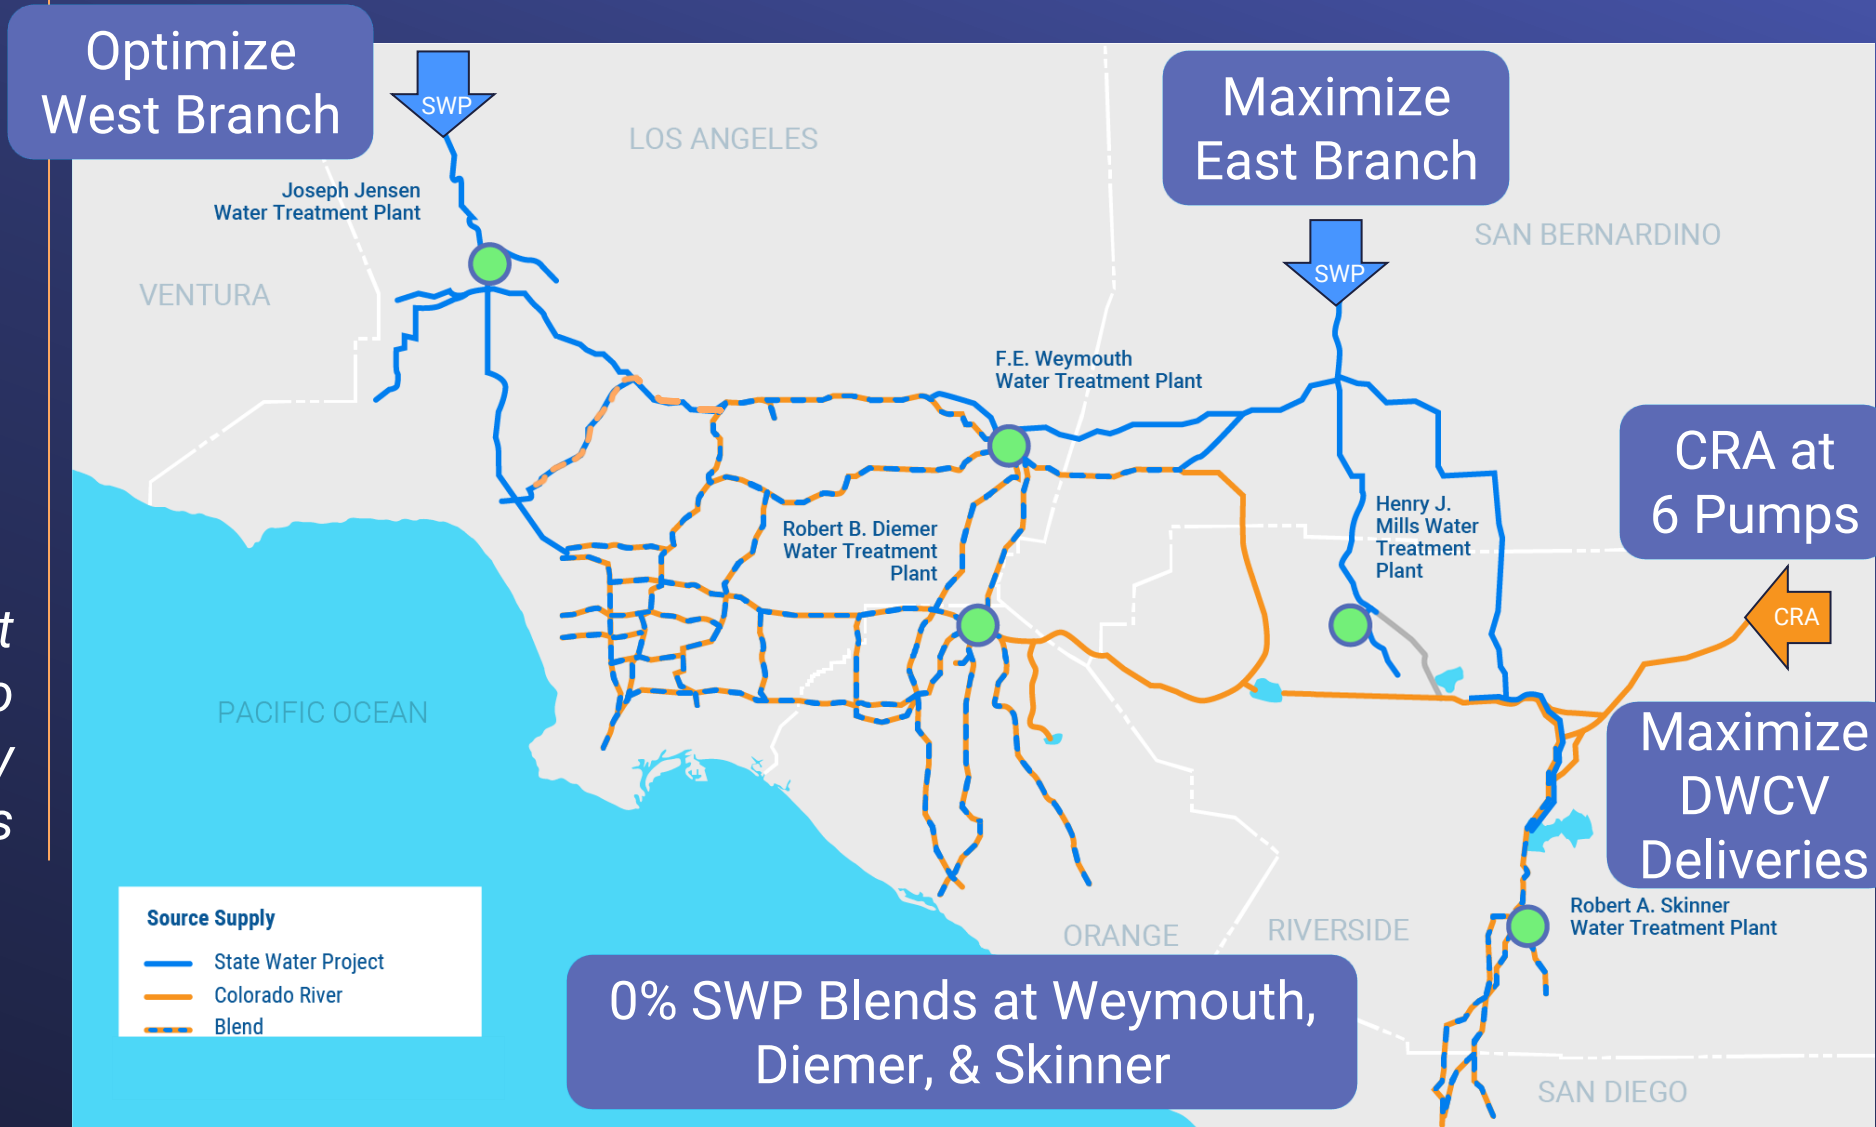 Optimize
West Branch
SWP
LOS ANGELES
Maximize
East Branch
Joseph Jensen
Water Treatment Plant
SAN BERNARDINO
SWP
VENTURA
F.E. Weymouth
Water Treatment Plant
CRA at
6 Pumps
Henry J.
Mills Water
Treatment
Plant
Robert B. Diemer
Water Treatment
Plant
CRA
PACIFIC OCEAN
Maximize
DWCV
Deliveries
Source Supply
State Water Project
Colorado River
Blend
ORANGE
RIVERSIDE
Robert A. Skinner
Water Treatment Plant
0% SWP Blends at Weymouth,
Diemer, & Skinner
SAN DIEGO